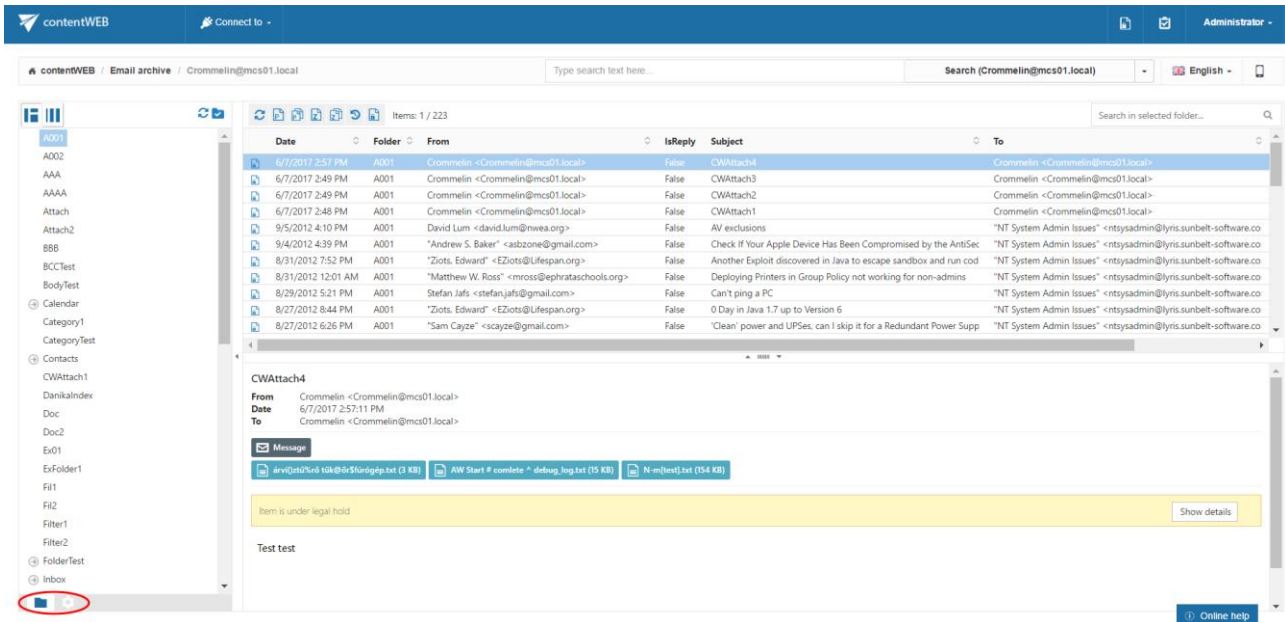 contentWEB Connect to Administrator
contentWEB / Email archive / Crommelin@mcs01.local Type search text here... Search (Crommelin@mcs01.local) English
Items: 1 / 223 Search in selected folder...
A001
A002
AAA
AAAA
Attach
Attach2
BBB
BCCTest
BodyTest
Calendar
Category1
CategoryTest
Contacts
CWAttach1
DanikaIndex
Doc
Doc2
Ex01
ExFolder1
Fil1
Fil2
Filter1
Filter2
FolderTest
Inbox
Date Folder From IsReply Subject To
6/7/2017 2:57 PM A001 Crommelin <Crommelin@mcs01.local> False CWAttach4 Crommelin <Crommelin@mcs01.local>
6/7/2017 2:49 PM A001 Crommelin <Crommelin@mcs01.local> False CWAttach3 Crommelin <Crommelin@mcs01.local>
6/7/2017 2:49 PM A001 Crommelin <Crommelin@mcs01.local> False CWAttach2 Crommelin <Crommelin@mcs01.local>
6/7/2017 2:48 PM A001 Crommelin <Crommelin@mcs01.local> False CWAttach1 Crommelin <Crommelin@mcs01.local>
9/5/2012 4:10 PM A001 David Lum <david.lum@nwea.org> False AV exclusions "NT System Admin Issues" <ntsysadmin@lyris.sunbelt-software.co
9/4/2012 4:39 PM A001 "Andrew S. Baker" <asbzone@gmail.com> False Check If Your Apple Device Has Been Compromised by the AntiSec "NT System Admin Issues" <ntsysadmin@lyris.sunbelt-software.co
8/31/2012 7:52 PM A001 "Ziots, Edward" <EZiots@Lifespan.org> False Another Exploit discovered in Java to escape sandbox and run cod "NT System Admin Issues" <ntsysadmin@lyris.sunbelt-software.co
8/31/2012 12:01 AM A001 "Matthew W. Ross" <mross@ephrataschools.org> False Deploying Printers in Group Policy not working for non-admins "NT System Admin Issues" <ntsysadmin@lyris.sunbelt-software.co
8/29/2012 5:21 PM A001 Stefan Jafs <stefan.jafs@gmail.com> False Can't ping a PC "NT System Admin Issues" <ntsysadmin@lyris.sunbelt-software.co
8/27/2012 8:44 PM A001 "Ziots, Edward" <EZiots@Lifespan.org> False 0 Day in Java 1.7 up to Version 6 "NT System Admin Issues" <ntsysadmin@lyris.sunbelt-software.co
8/27/2012 6:26 PM A001 "Sam Cayze" <scayze@gmail.com> False 'Clean' power and UPSes, can I skip it for a Redundant Power Supp "NT System Admin Issues" <ntsysadmin@lyris.sunbelt-software.co
CWAttach4
From Crommelin <Crommelin@mcs01.local>
Date 6/7/2017 2:57:11 PM
To Crommelin <Crommelin@mcs01.local>
Message
árví()ztű%rő tük@őr$fúrógép.txt (3 KB) AW Start # comlete ^ debug_log.txt (15 KB) N-m[test].txt (154 KB)
Item is under legal hold Show details
Test test
Online help